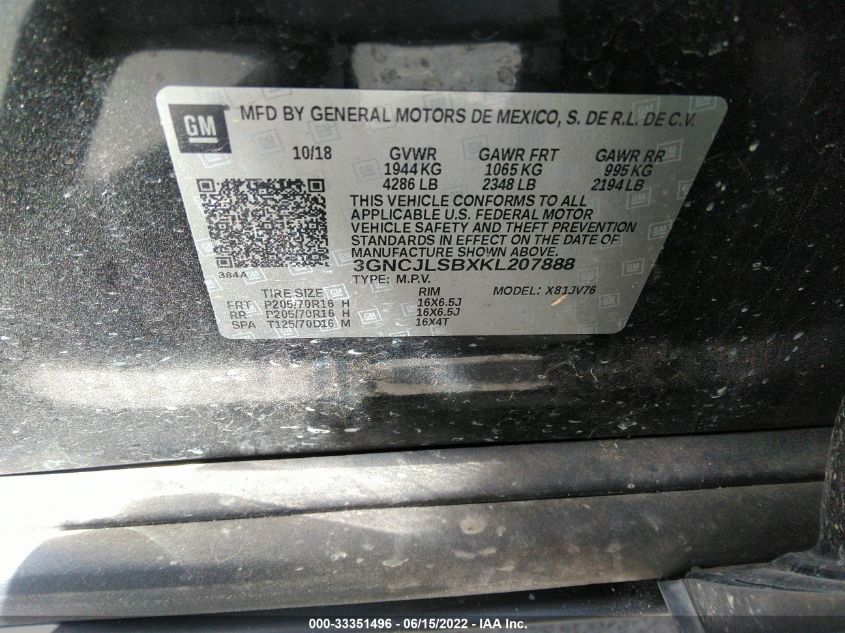 GM MFD BY GENERAL MOTORS DE MEXICO, S. DE R.L. DE C.V.
10/18 GVWR GAWR FRT GAWR RR
1944 KG 1065 KG 995 KG
4286 LB 2348 LB 2194 LB
THIS VEHICLE CONFORMS TO ALL
APPLICABLE U.S. FEDERAL MOTOR
VEHICLE SAFETY AND THEFT PREVENTION
STANDARDS IN EFFECT ON THE DATE OF
MANUFACTURE SHOWN ABOVE.
384A 3GNCJLSBXKL207888
TYPE: M.P.V.
TIRE SIZE RIM MODEL: X81JV76
FRT P205/70R16 H 16X6.5J
RR P205/70R16 H 16X6.5J
SPA T125/70D16 M 16X4T
000-33351496 - 06/15/2022 - IAA Inc.